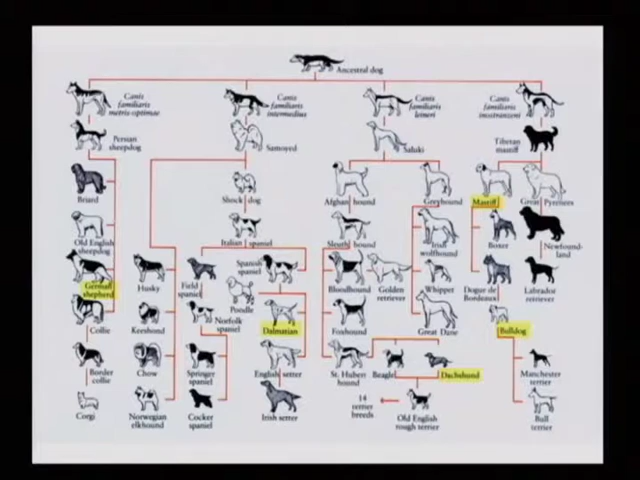 Ancestral dog
Canis
familiaris
metris-optimae
Canis
familiaris
intermedius
Canis
familiaris
leineri
Canis
familiaris
inostranzevi
Persian
sheepdog
Samoyed
Saluki
Tibetan
mastiff
Briard
Shock dog
Afghan hound
Greyhound
Mastiff
Great Pyrenees
Old English
sheepdog
Italian spaniel
Sleuth hound
Irish
wolfhound
Boxer
Newfound-
land
German
shepherd
Husky
Field
spaniel
Spanish
spaniel
Poodle
Bloodhound
Golden
retriever
Whipper
Dogue de
Bordeaux
Labrador
retriever
Collie
Keeshond
Norfolk
spaniel
Dalmatian
Foxhound
Great Dane
Bulldog
Border
collie
Chow
Springer
spaniel
English setter
St. Hubert
hound
Beagle
Dachshund
Manchester
terrier
Corgi
Norwegian
elkhound
Cocker
spaniel
Irish setter
14
terrier
breeds
Old English
rough terrier
Bull
terrier